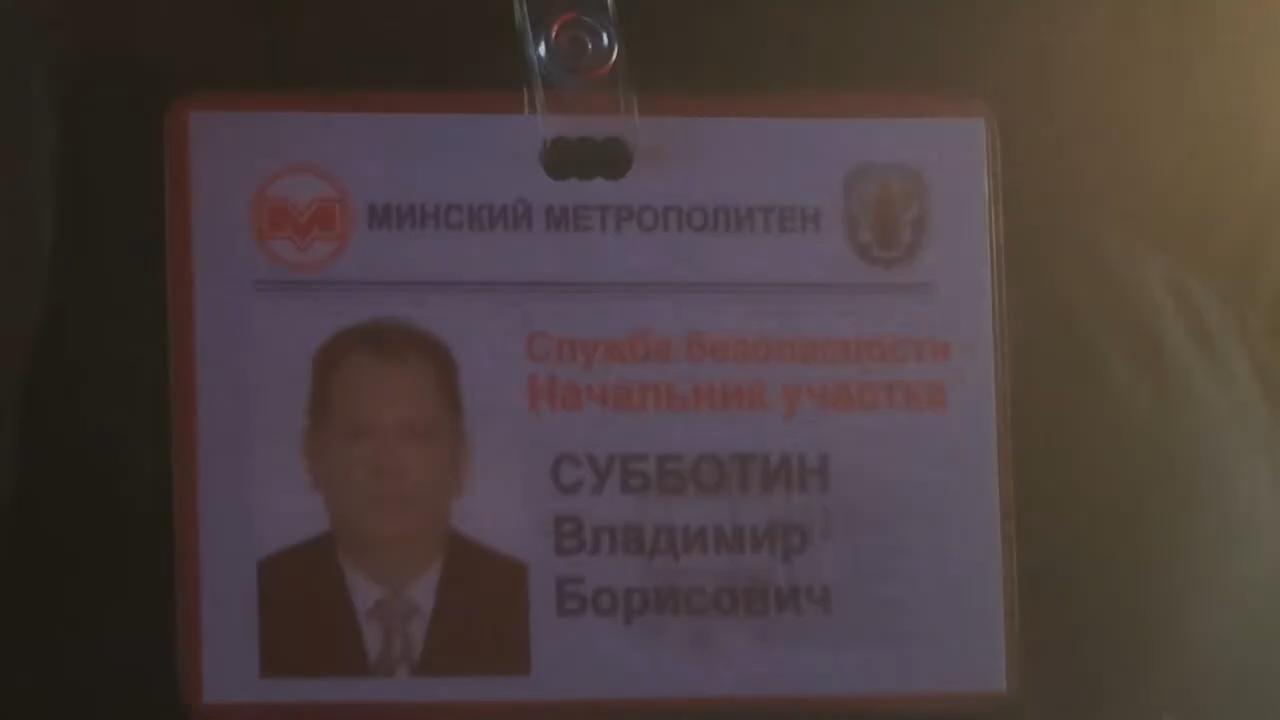 МИНСКИЙ МЕТРОПОЛИТЕН
Служба безопасности
Начальник участка
СУББОТИН
Владимир
Борисович